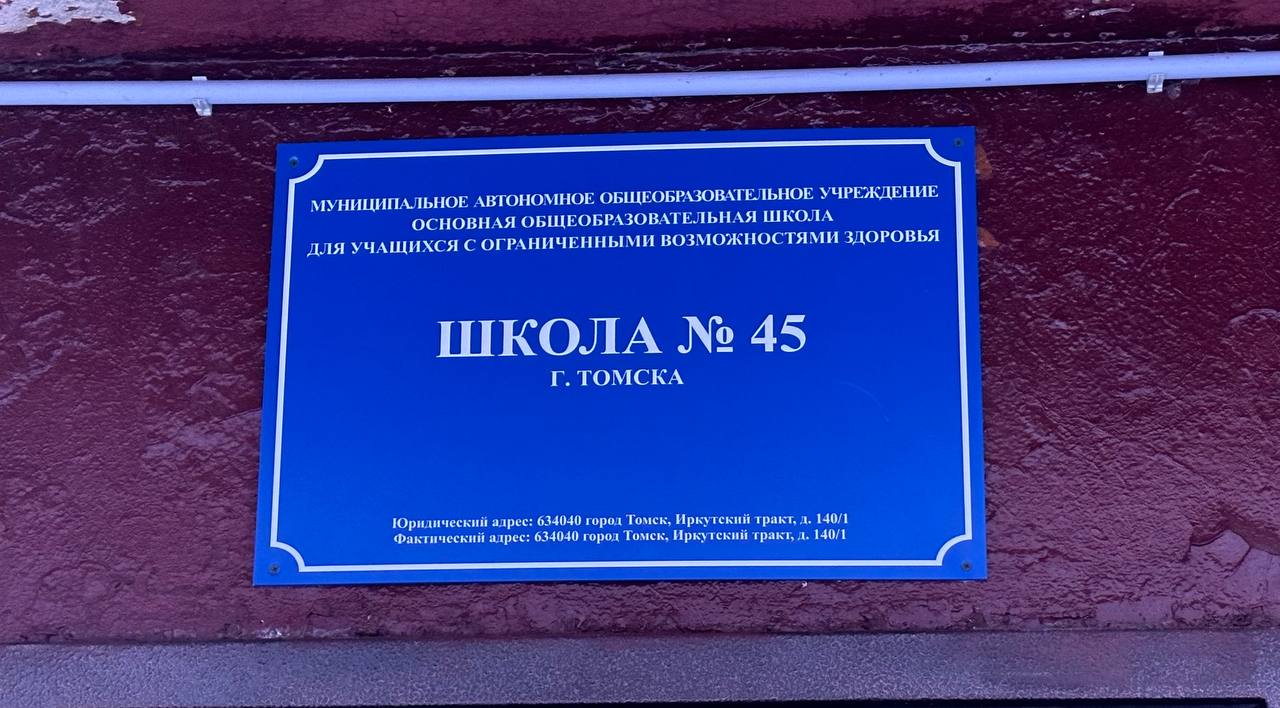 МУНИЦИПАЛЬНОЕ АВТОНОМНОЕ ОБЩЕОБРАЗОВАТЕЛЬНОЕ УЧРЕЖДЕНИЕ
ОСНОВНАЯ ОБЩЕОБРАЗОВАТЕЛЬНАЯ ШКОЛА
ДЛЯ УЧАЩИХСЯ С ОГРАНИЧЕННЫМИ ВОЗМОЖНОСТЯМИ ЗДОРОВЬЯ
ШКОЛА № 45
Г. ТОМСКА
Юридический адрес: 634040 город Томск, Иркутский тракт, д. 140/1
Фактический адрес: 634040 город Томск, Иркутский тракт, д. 140/1